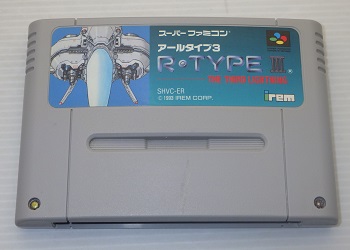 スーパーファミコン
アールタイプ3
R・TYPE III
THE THIRD LIGHTNING
SHVC-ER
© 1993 IREM CORP.
irem